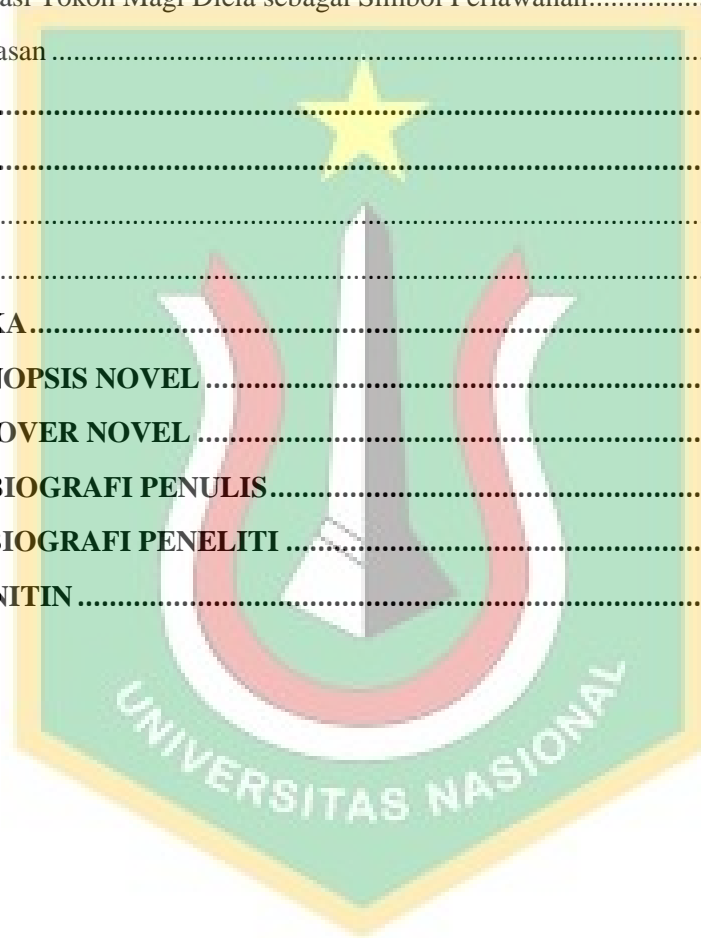 asi Tokoh Magi Diela sebagai Simbol Perlawanan..................
asan ..................................................................................
..........................................................................................
..........................................................................................
..........................................................................................
..........................................................................................
KA.....................................................................................
NOPSIS NOVEL ..............................................................
OVER NOVEL ................................................................
BIOGRAFI PENULIS.......................................................
BIOGRAFI PENELITI .....................................................
NITIN ..............................................................................
UNIVERSITAS NASIONAL